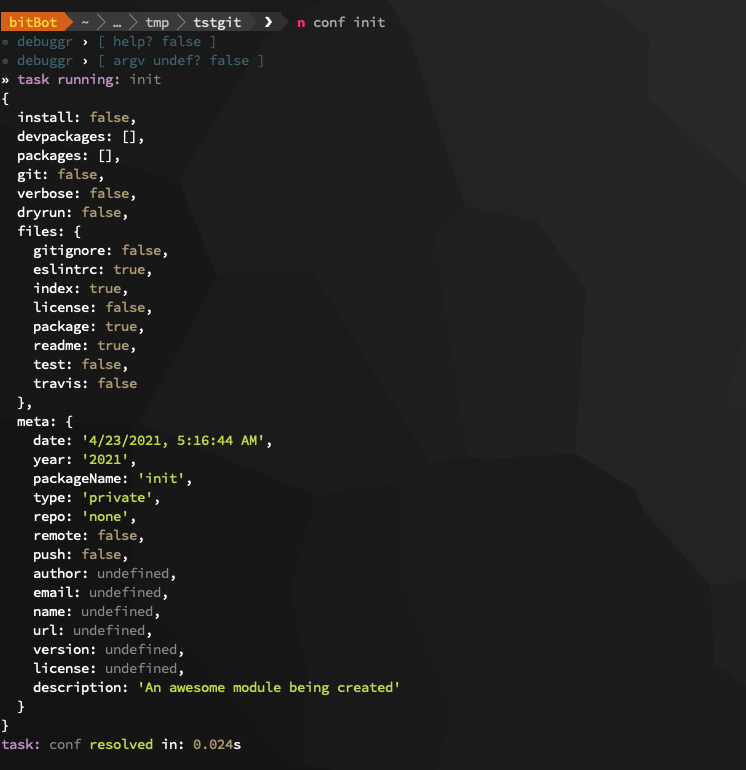 bitBot ~ … tmp tstgit ❯ n conf init
∘ debuggr › [ help? false ]
∘ debuggr › [ argv undef? false ]
» task running: init
{
  install: false,
  devpackages: [],
  packages: [],
  git: false,
  verbose: false,
  dryrun: false,
  files: {
    gitignore: false,
    eslintrc: true,
    index: true,
    license: false,
    package: true,
    readme: true,
    test: false,
    travis: false
  },
  meta: {
    date: '4/23/2021, 5:16:44 AM',
    year: '2021',
    packageName: 'init',
    type: 'private',
    repo: 'none',
    remote: false,
    push: false,
    author: undefined,
    email: undefined,
    name: undefined,
    url: undefined,
    version: undefined,
    license: undefined,
    description: 'An awesome module being created'
  }
}
task: conf resolved in: 0.024s